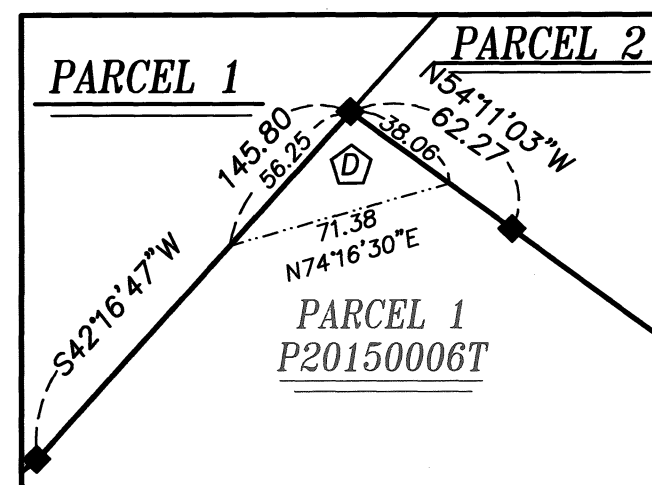 PARCEL 1
PARCEL 2
N54°11'03"W
62.27
38.06
145.80
56.25
D
71.38
N74°16'30"E
S42°16'47"W
PARCEL 1
P20150006T